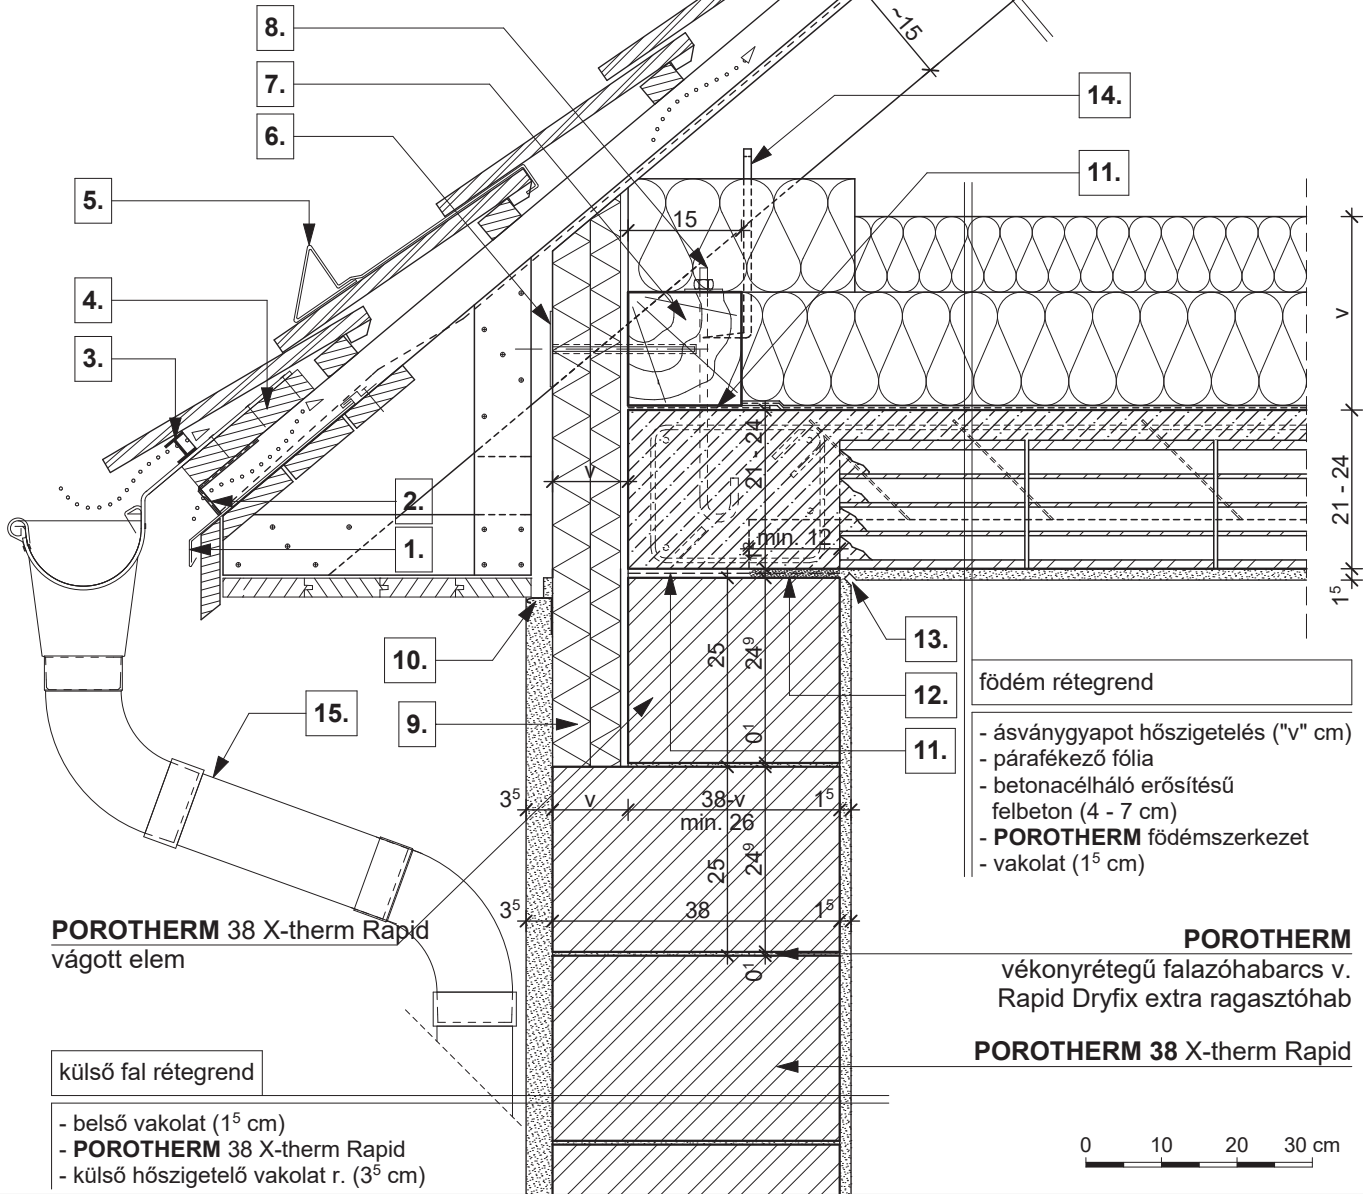 8.
7.
6.
~15
14.
11.
5.
15
4.
3.
v
v
21 - 24
21 - 24
2.
min. 12
1.
1⁵
1⁵
10.
13.
25
24⁹
födém rétegrend
12.
15.
9.
0¹
11.
- ásványgyapot hőszigetelés ("v" cm)
- párafékező fólia
- betonacélháló erősítésű
felbeton (4 - 7 cm)
- POROTHERM födémszerkezet
- vakolat (1⁵ cm)
3⁵ v 38-v 1⁵
min. 26
25
24⁹
3⁵ 38 1⁵
POROTHERM 38 X-therm Rapid
vágott elem
0¹
POROTHERM
vékonyrétegű falazóhabarcs v.
Rapid Dryfix extra ragasztóhab
POROTHERM 38 X-therm Rapid
külső fal rétegrend
- belső vakolat (1⁵ cm)
- POROTHERM 38 X-therm Rapid
- külső hőszigetelő vakolat r. (3⁵ cm)
0 10 20 30 cm